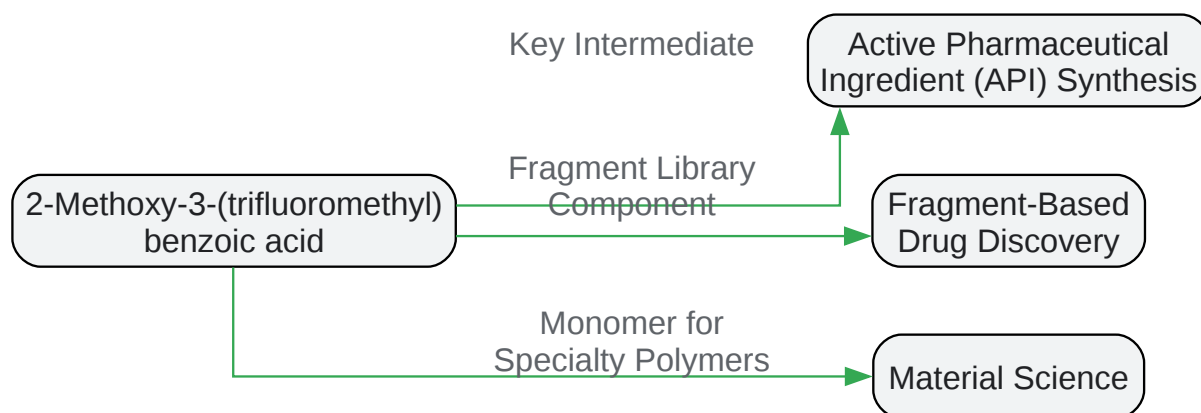 Key Intermediate
Active Pharmaceutical
Ingredient (API) Synthesis
2-Methoxy-3-(trifluoromethyl)
benzoic acid
Fragment Library
Component
Fragment-Based
Drug Discovery
Monomer for
Specialty Polymers
Material Science